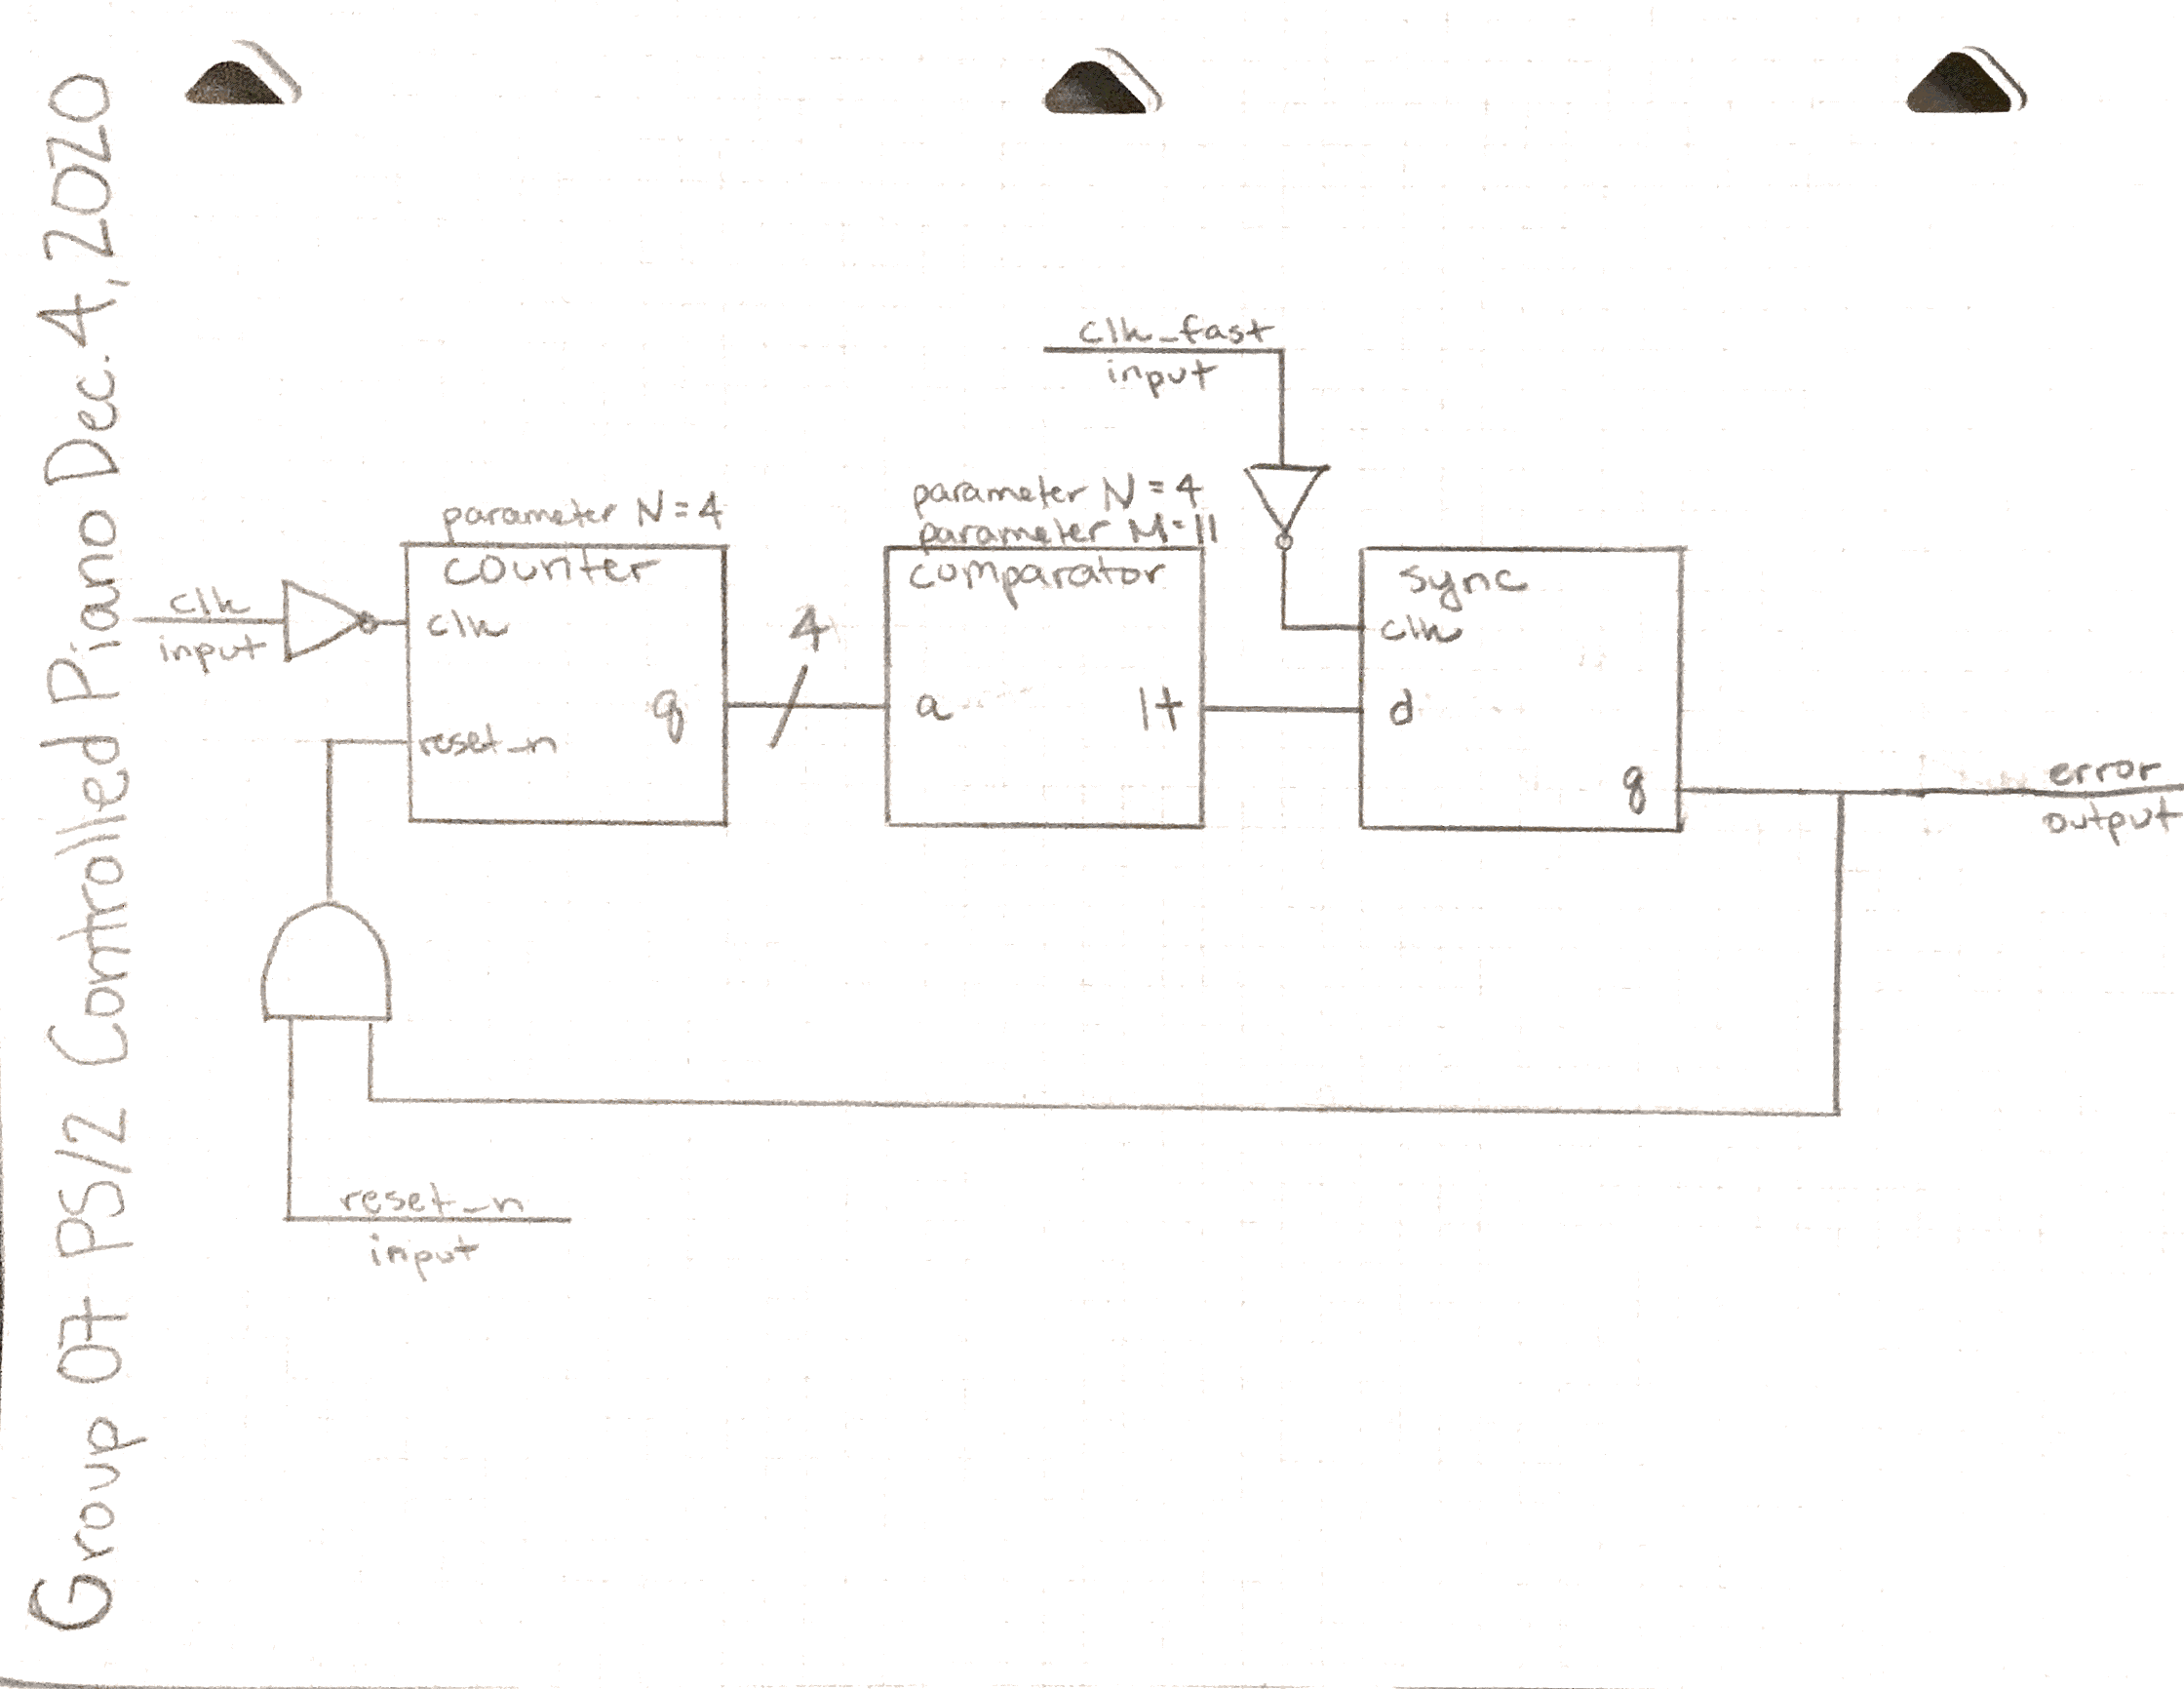 Group 07 PS/2 Controlled Piano Dec. 4, 2020
clk_fast
input
parameter N=4
parameter N=4
parameter M=11
counter
comparator
sync
clk
input
clk
4
clk
q
a
lt
d
reset_n
q
error
output
reset_n
input